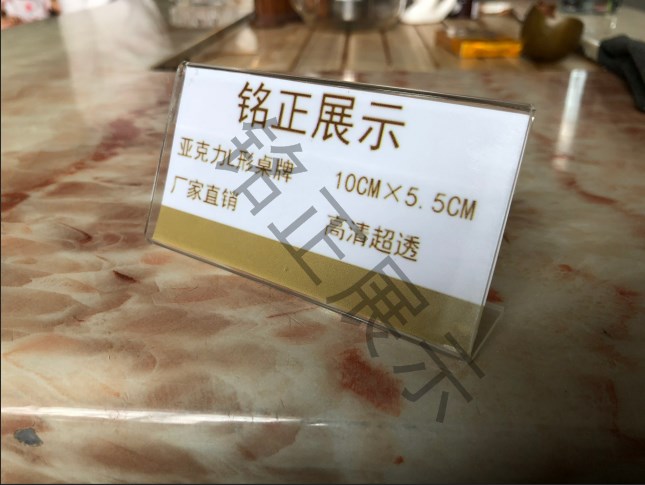 铭正展示
亚克力L形桌牌
10CM×5.5CM
厂家直销
高清超透
铭正展示